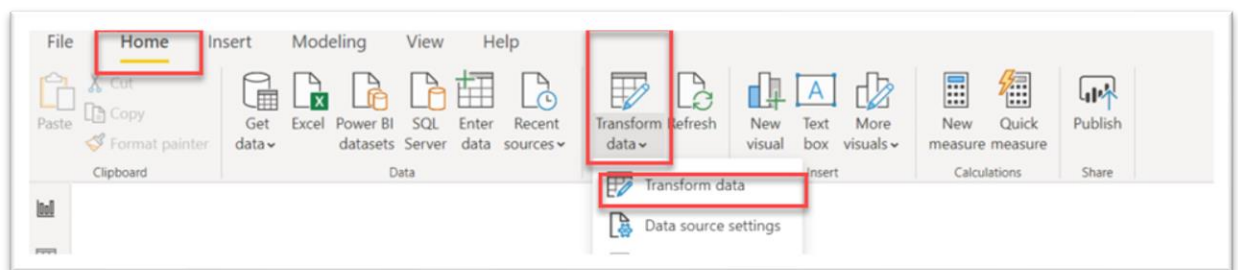 File Home Insert Modeling View Help
Cut
Copy
Format painter
Paste
Get data
Excel
Power BI datasets
SQL Server
Enter data
Recent sources
Transform data
Refresh
New visual
Text box
More visuals
New measure
Quick measure
Publish
Clipboard
Data
Insert
Calculations
Share
Transform data
Data source settings